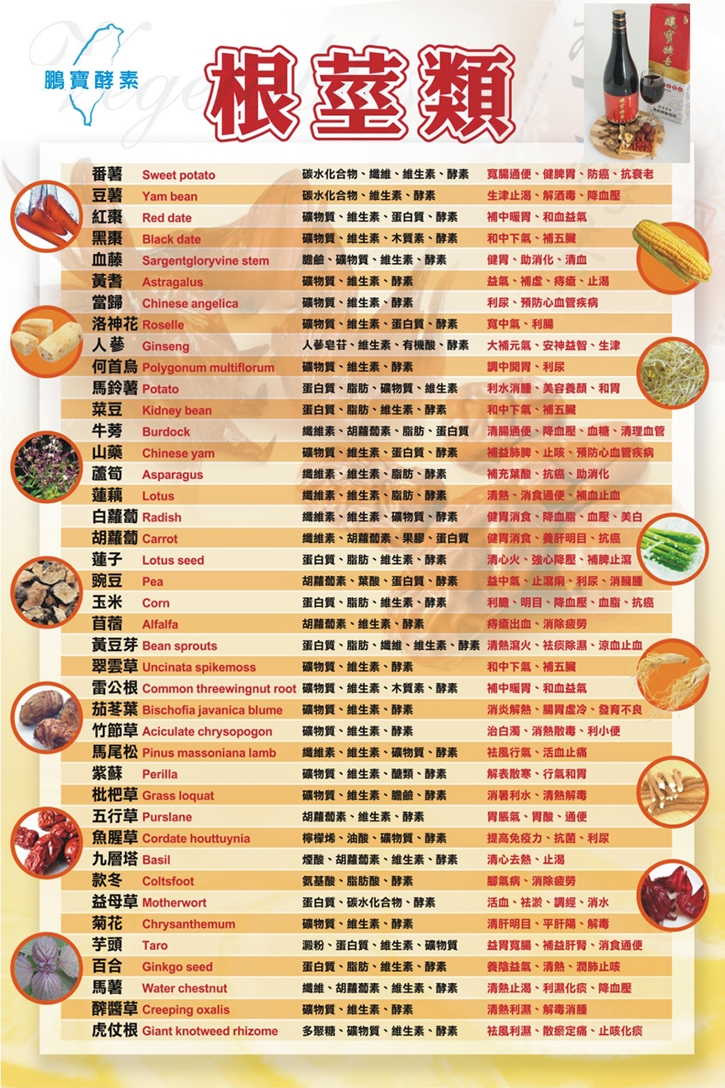 鵬寶酵素
根莖類
番薯 Sweet potato 碳水化合物、纖維、維生素、酵素 寬腸通便、健脾胃、防癌、抗衰老
豆薯 Yam bean 碳水化合物、維生素、酵素 生津止渴、解酒毒、降血壓
紅棗 Red date 礦物質、維生素、蛋白質、酵素 補中暖胃、和血益氣
黑棗 Black date 礦物質、維生素、木質素、酵素 和中下氣、補五臟
血藤 Sargentgloryvine stem 膽鹼、礦物質、維生素、酵素 健胃、助消化、清血
黃耆 Astragalus 礦物質、維生素、酵素 益氣、補虛、痔瘡、止渴
當歸 Chinese angelica 礦物質、維生素、酵素 利尿、預防心血管疾病
洛神花 Roselle 礦物質、維生素、蛋白質、酵素 寬中氣、利腸
人蔘 Ginseng 人蔘皂苷、維生素、有機酸、酵素 大補元氣、安神益智、生津
何首烏 Polygonum multiflorum 礦物質、維生素、酵素 調中開胃、利尿
馬鈴薯 Potato 蛋白質、脂肪、礦物質、維生素 利水消腫、美容養顏、和胃
菜豆 Kidney bean 蛋白質、脂肪、維生素、酵素 和中下氣、補五臟
牛蒡 Burdock 纖維素、胡蘿蔔素、脂肪、蛋白質 清腸通便、降血壓、血糖、清理血管
山藥 Chinese yam 礦物質、維生素、蛋白質、酵素 補益肺脾、止咳、預防心血管疾病
蘆筍 Asparagus 纖維素、維生素、脂肪、酵素 補充葉酸、抗癌、助消化
蓮藕 Lotus 纖維素、維生素、脂肪、酵素 清熱、消食通便、補血止血
白蘿蔔 Radish 纖維素、維生素、礦物質、酵素 健胃消食、降血脂、血壓、美白
胡蘿蔔 Carrot 纖維素、胡蘿蔔素、果膠、蛋白質 健胃消食、養肝明目、抗癌
蓮子 Lotus seed 蛋白質、脂肪、維生素、酵素 清心火、強心降壓、補脾止瀉
豌豆 Pea 胡蘿蔔素、葉酸、蛋白質、酵素 益中氣、止瀉痢、利尿、消腫腫
玉米 Corn 蛋白質、脂肪、維生素、酵素 利膽、明目、降血壓、血脂、抗癌
苜蓿 Alfalfa 胡蘿蔔素、維生素、酵素 痔瘡出血、消除疲勞
黃豆芽 Bean sprouts 蛋白質、脂肪、纖維、維生素、酵素 清熱瀉火、祛痰除濕、涼血止血
翠雲草 Uncinata spikemoss 礦物質、維生素、酵素 和中下氣、補五臟
雷公根 Common threewingnut root 礦物質、維生素、木質素、酵素 補中暖胃、和血益氣
茄苳葉 Bischofia javanica blume 礦物質、維生素、酵素 消炎解熱、腸胃虛冷、發育不良
竹節草 Aciculate chrysopogon 礦物質、維生素、酵素 治白濁、消熱散毒、利小便
馬尾松 Pinus massoniana lamb 纖維素、維生素、礦物質、酵素 祛風行氣、活血止痛
紫蘇 Perilla 礦物質、維生素、醣類、酵素 解表散寒、行氣和胃
枇杷草 Grass loquat 礦物質、維生素、膽鹼、酵素 消暑利水、清熱解毒
五行草 Purslane 胡蘿蔔素、維生素、酵素 胃脹氣、胃酸、通便
魚腥草 Cordate houttuynia 檸檬烯、油酸、礦物質、酵素 提高免疫力、抗菌、利尿
九層塔 Basil 煙酸、胡蘿蔔素、維生素、酵素 清心去熱、止渴
款冬 Coltsfoot 氨基酸、脂肪酸、酵素 腳氣病、消除疲勞
益母草 Motherwort 蛋白質、碳水化合物、酵素 活血、祛淤、調經、消水
菊花 Chrysanthemum 礦物質、維生素、酵素 清肝明目、平肝陽、解毒
芋頭 Taro 澱粉、蛋白質、維生素、礦物質 益胃寬腸、補益肝腎、消食通便
百合 Ginkgo seed 蛋白質、脂肪、維生素、酵素 養陰益氣、清熱、潤肺止咳
馬薯 Water chestnut 纖維、胡蘿蔔素、維生素、酵素 清熱止渴、利濕化痰、降血壓
醡醬草 Creeping oxalis 礦物質、維生素、酵素 清熱利濕、解毒消腫
虎杖根 Giant knotweed rhizome 多聚糖、礦物質、維生素、酵素 祛風利濕、散瘀定痛、止咳化痰